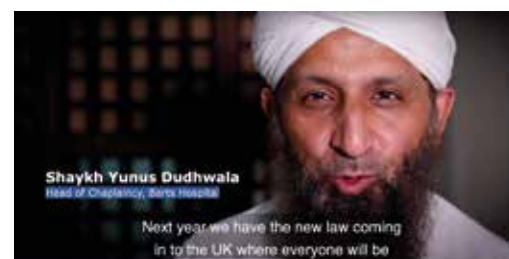 Shaykh Yunus Dudhwala
Head of Chaplaincy, Barts Hospital
Next year we have the new law coming
in to the UK where everyone will be